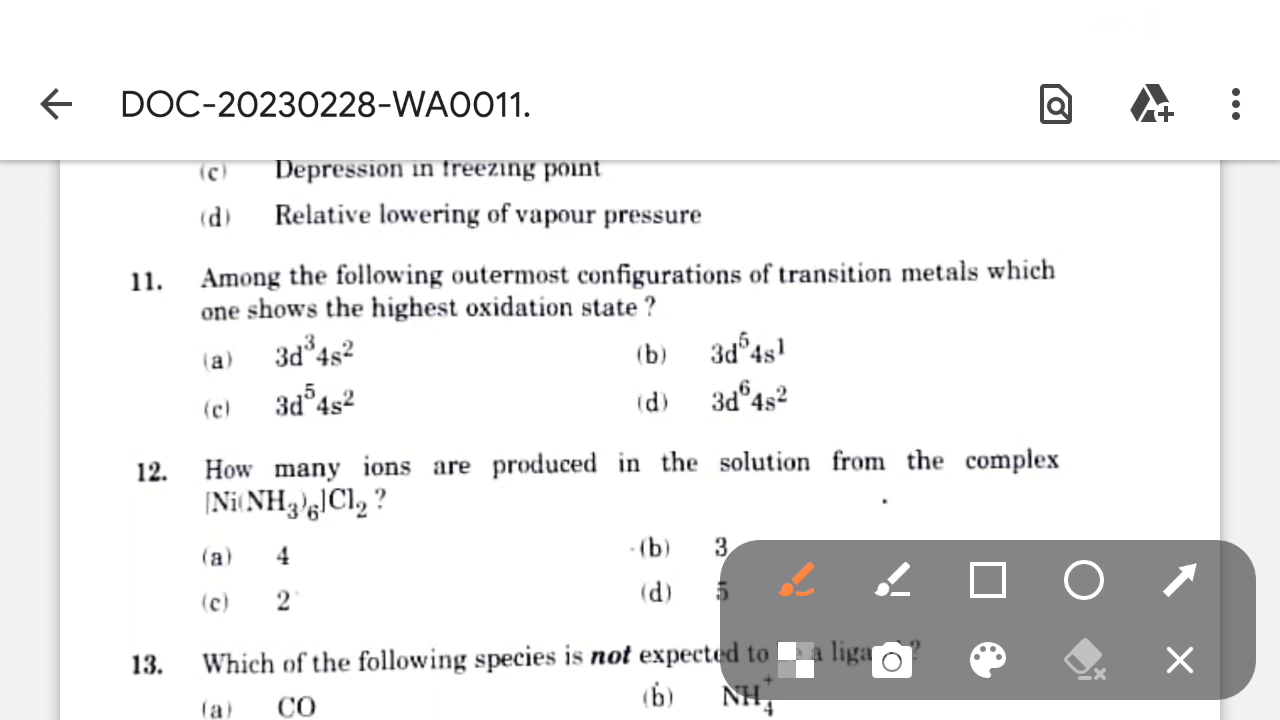 DOC-20230228-WA0011.
(c) Depression in freezing point
(d) Relative lowering of vapour pressure
11. Among the following outermost configurations of transition metals which
one shows the highest oxidation state ?
(a) 3d³4s² (b) 3d⁵4s¹
(c) 3d⁵4s² (d) 3d⁶4s²
12. How many ions are produced in the solution from the complex
[Ni(NH₃)₆]Cl₂ ?
(a) 4 (b) 3
(c) 2 (d) 5
13. Which of the following species is not expected to a ?
(a) CO (b) NH₄⁺